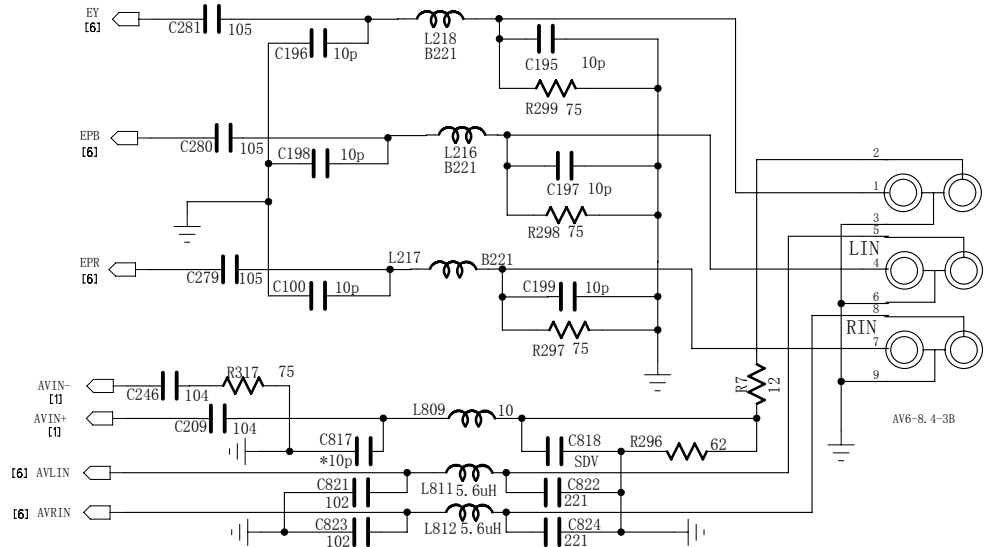 EY
[6]
C281
105
C196
10p
L218
B221
C195
10p
R299
75
EPB
[6]
C280
105
C198
10p
L216
B221
C197
10p
R298
75
2
1
3
5
LIN
4
6
8
RIN
7
9
AV6-8.4-3B
EPR
[6]
C279
105
C100
10p
L217
B221
C199
10p
R297
75
AVIN-
[1]
C246
104
R317
75
R7
12
AVIN+
[1]
C209
104
L809
10
C817
*10p
C818
SDV
R296
62
[6] AVLIN
C821
102
L811
5.6uH
C822
221
[6] AVRIN
C823
102
L812
5.6uH
C824
221